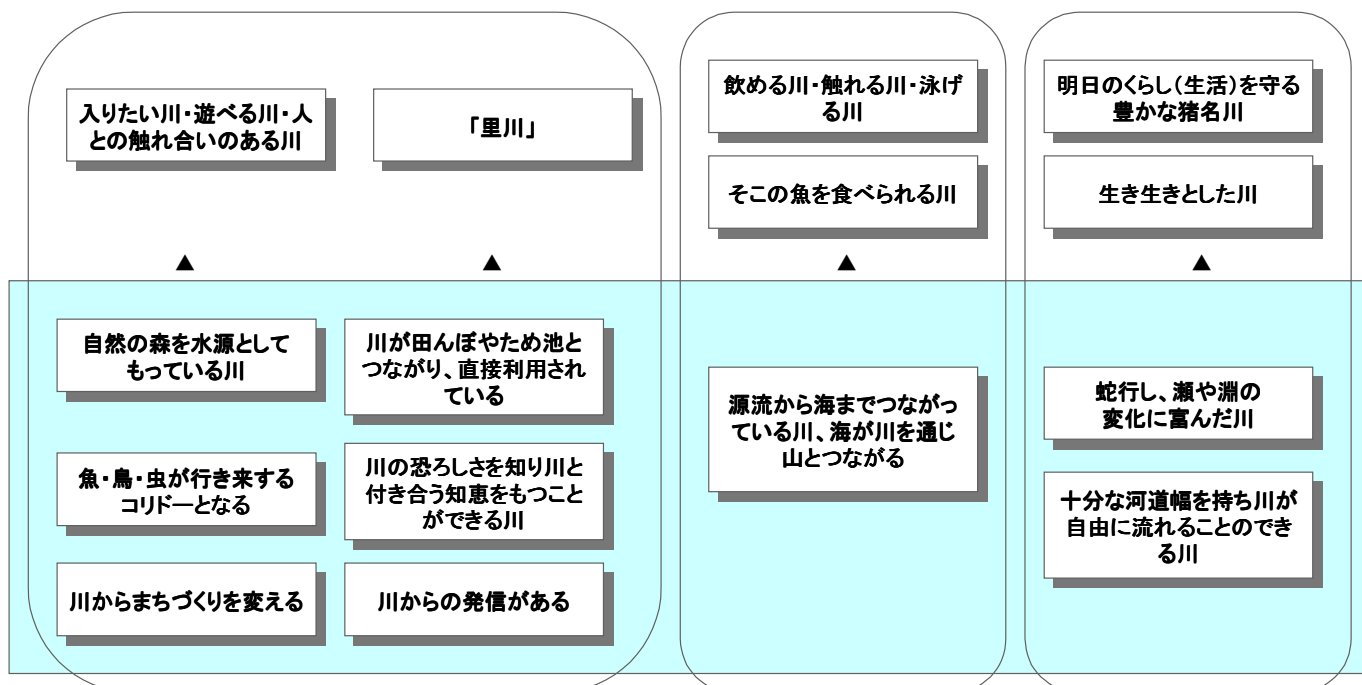 入りたい川・遊べる川・人
との触れ合いのある川
「里川」
飲める川・触れる川・泳げ
る川
そこの魚を食べられる川
明日のくらし（生活）を守る
豊かな猪名川
生き生きとした川
▲
▲
▲
▲
自然の森を水源として
もっている川
川が田んぼやため池と
つながり、直接利用され
ている
魚・鳥・虫が行き来する
コリドーとなる
川の恐ろしさを知り川と
付き合う知恵をもつこと
ができる川
川からまちづくりを変える
川からの発信がある
源流から海までつながっ
ている川、海が川を通じ
山とつながる
蛇行し、瀬や淵の
変化に富んだ川
十分な河道幅を持ち川が
自由に流れることのでき
る川